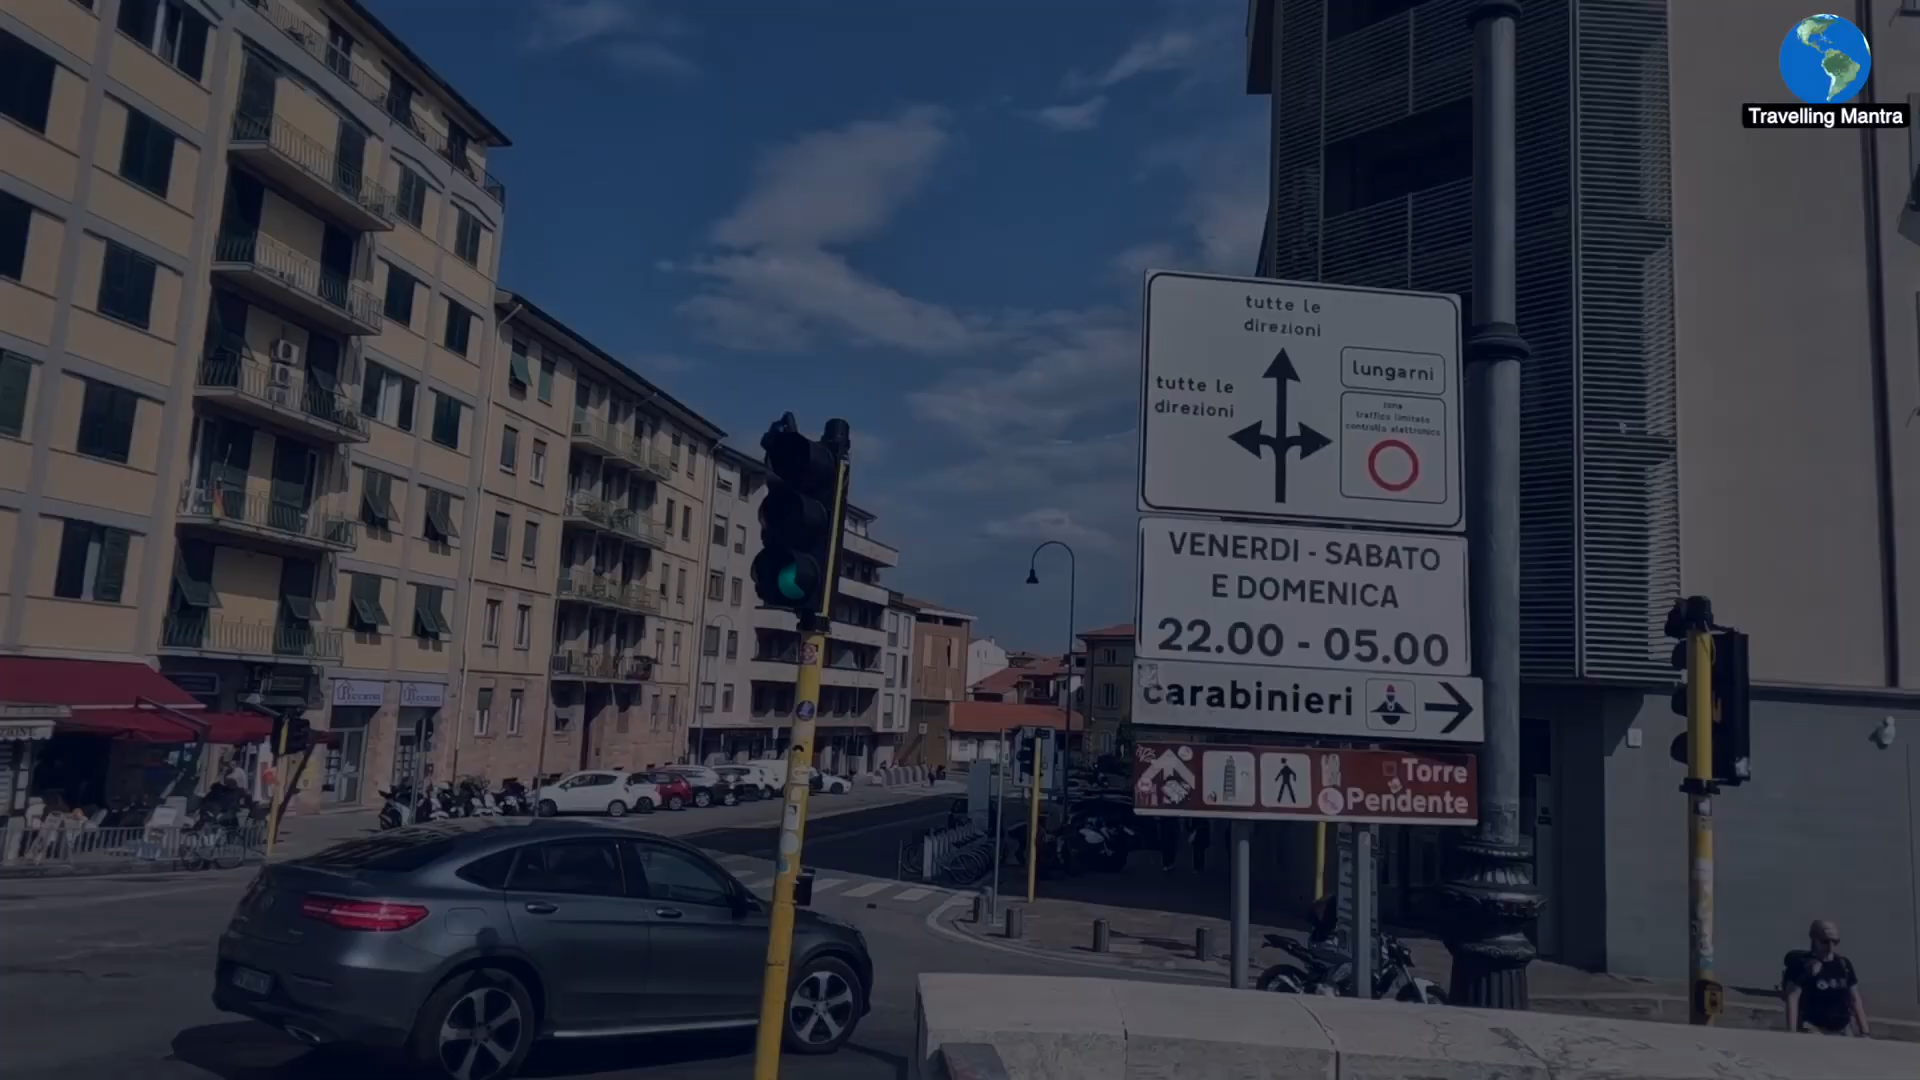 Travelling Mantra
tutte le
direzioni
tutte le
direzioni
lungarni
zona
traffico limitato
controllo elettronico
VENERDI - SABATO
E DOMENICA
22.00 - 05.00
carabinieri
Torre
Pendente